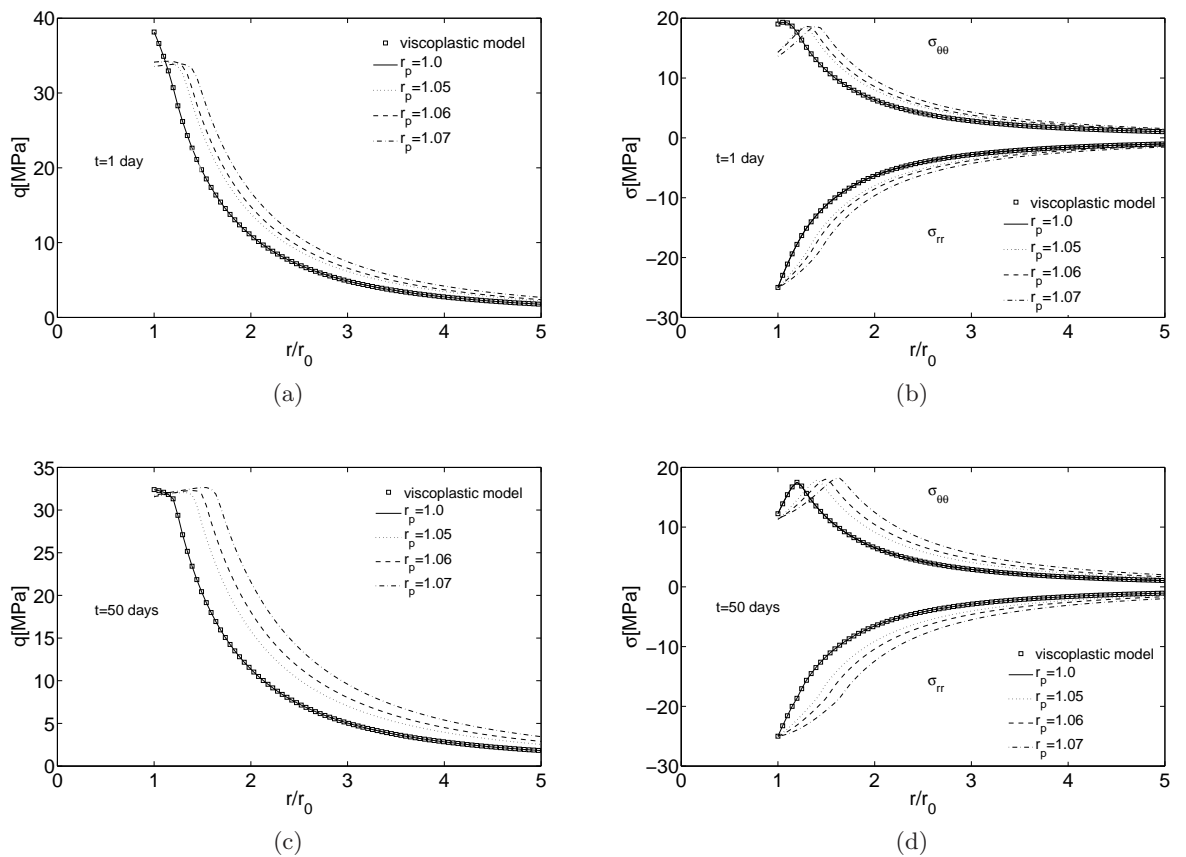 40
30
20
10
0
q[MPa]
viscoplastic model
r_p=1.0
r_p=1.05
r_p=1.06
r_p=1.07
t=1 day
0 1 2 3 4 5
r/r_0
(a)
20
10
0
−10
−20
−30
σ[MPa]
σ_θθ
t=1 day
σ_rr
viscoplastic model
r_p=1.0
r_p=1.05
r_p=1.06
r_p=1.07
0 1 2 3 4 5
r/r_0
(b)
35
30
25
20
15
10
5
0
q[MPa]
viscoplastic model
r_p=1.0
r_p=1.05
r_p=1.06
r_p=1.07
t=50 days
0 1 2 3 4 5
r/r_0
(c)
20
10
0
−10
−20
−30
σ[MPa]
σ_θθ
t=50 days
σ_rr
viscoplastic model
r_p=1.0
r_p=1.05
r_p=1.06
r_p=1.07
0 1 2 3 4 5
r/r_0
(d)